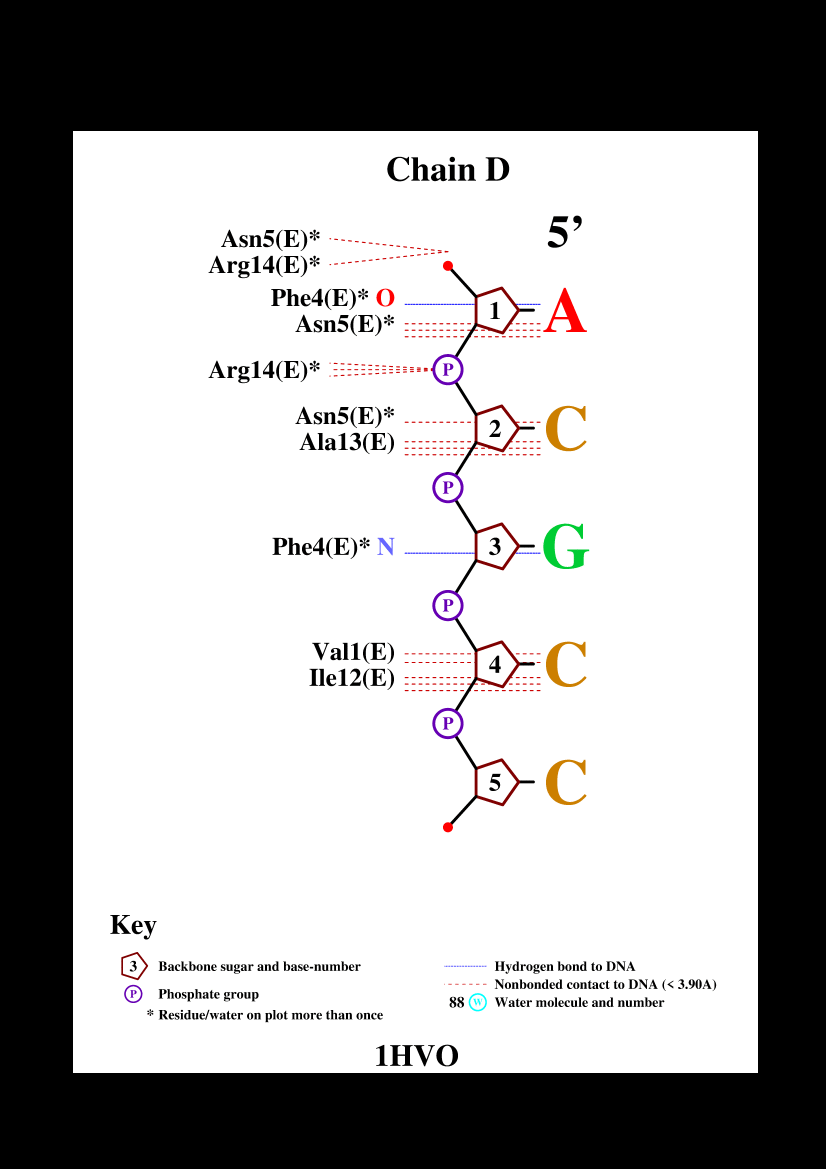 Chain D
5’
Asn5(E)*
Arg14(E)*
Phe4(E)* O
1
A
Asn5(E)*
Arg14(E)*
P
Asn5(E)*
2
C
Ala13(E)
P
Phe4(E)* N
3
G
P
Val1(E)
4
C
Ile12(E)
P
5
C
Key
3 Backbone sugar and base-number
P Phosphate group
* Residue/water on plot more than once
Hydrogen bond to DNA
Nonbonded contact to DNA (< 3.90A)
88 W Water molecule and number
1HVO